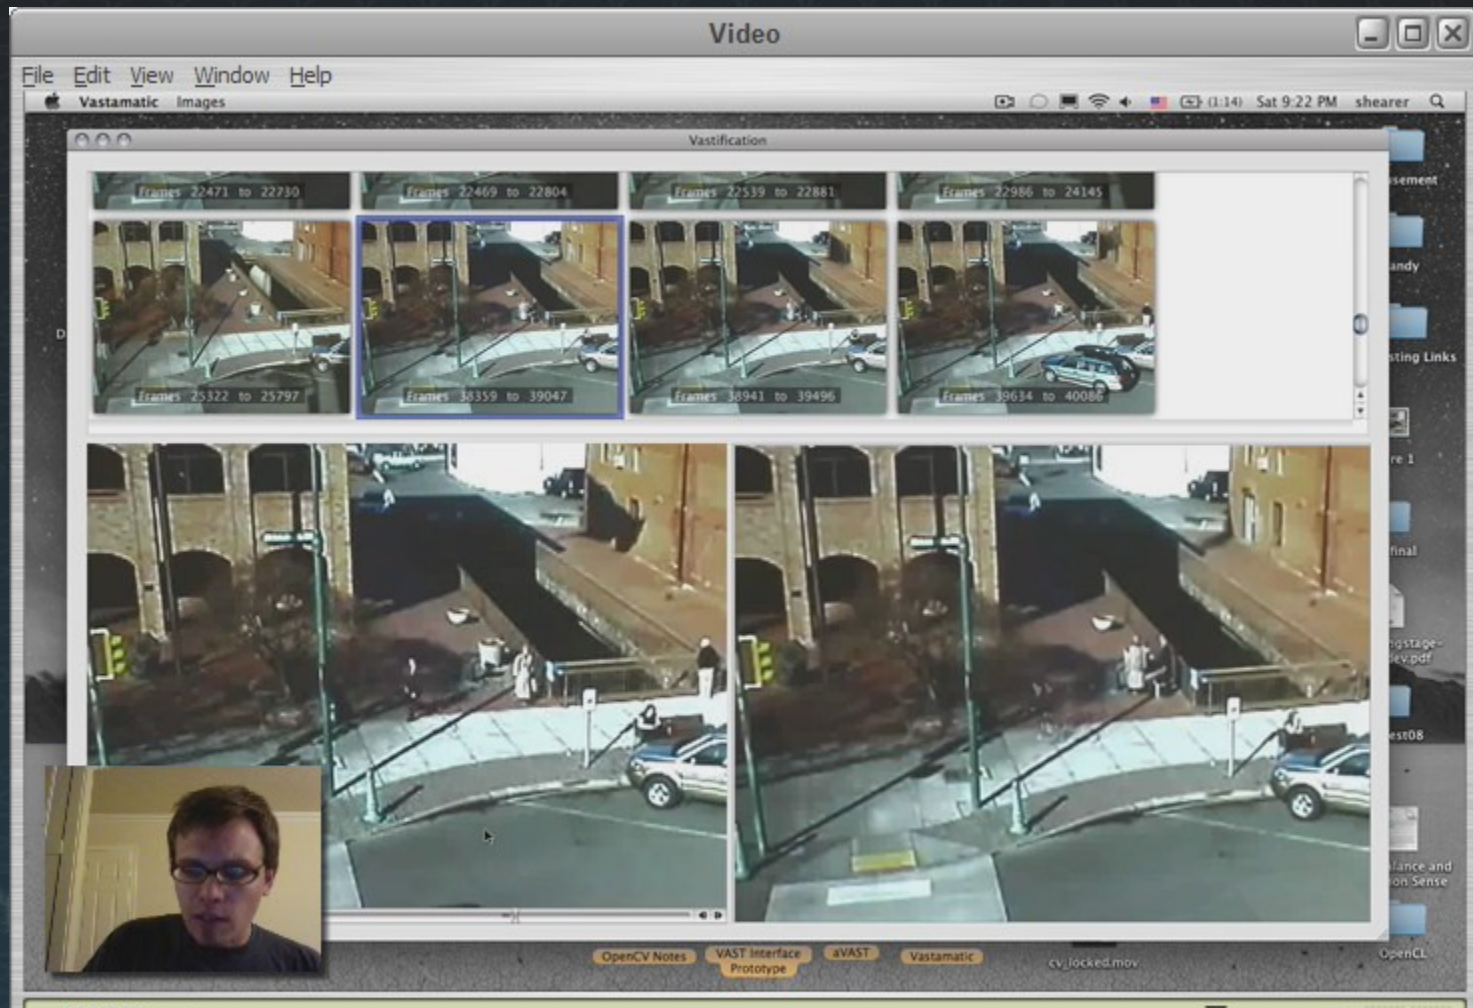 Video
File Edit View Window Help
Vastamatic Images (1:14) Sat 9:22 PM shearer
Vastification
Frames 22471 to 22730 Frames 22469 to 22804 Frames 22539 to 22881 Frames 22986 to 24145
Frames 25322 to 25797 Frames 38359 to 39047 Frames 38941 to 39496 Frames 39634 to 40086
OpenCV Notes VAST Interface Prototype aVAST Vastamatic cv_locked.mov OpenCL